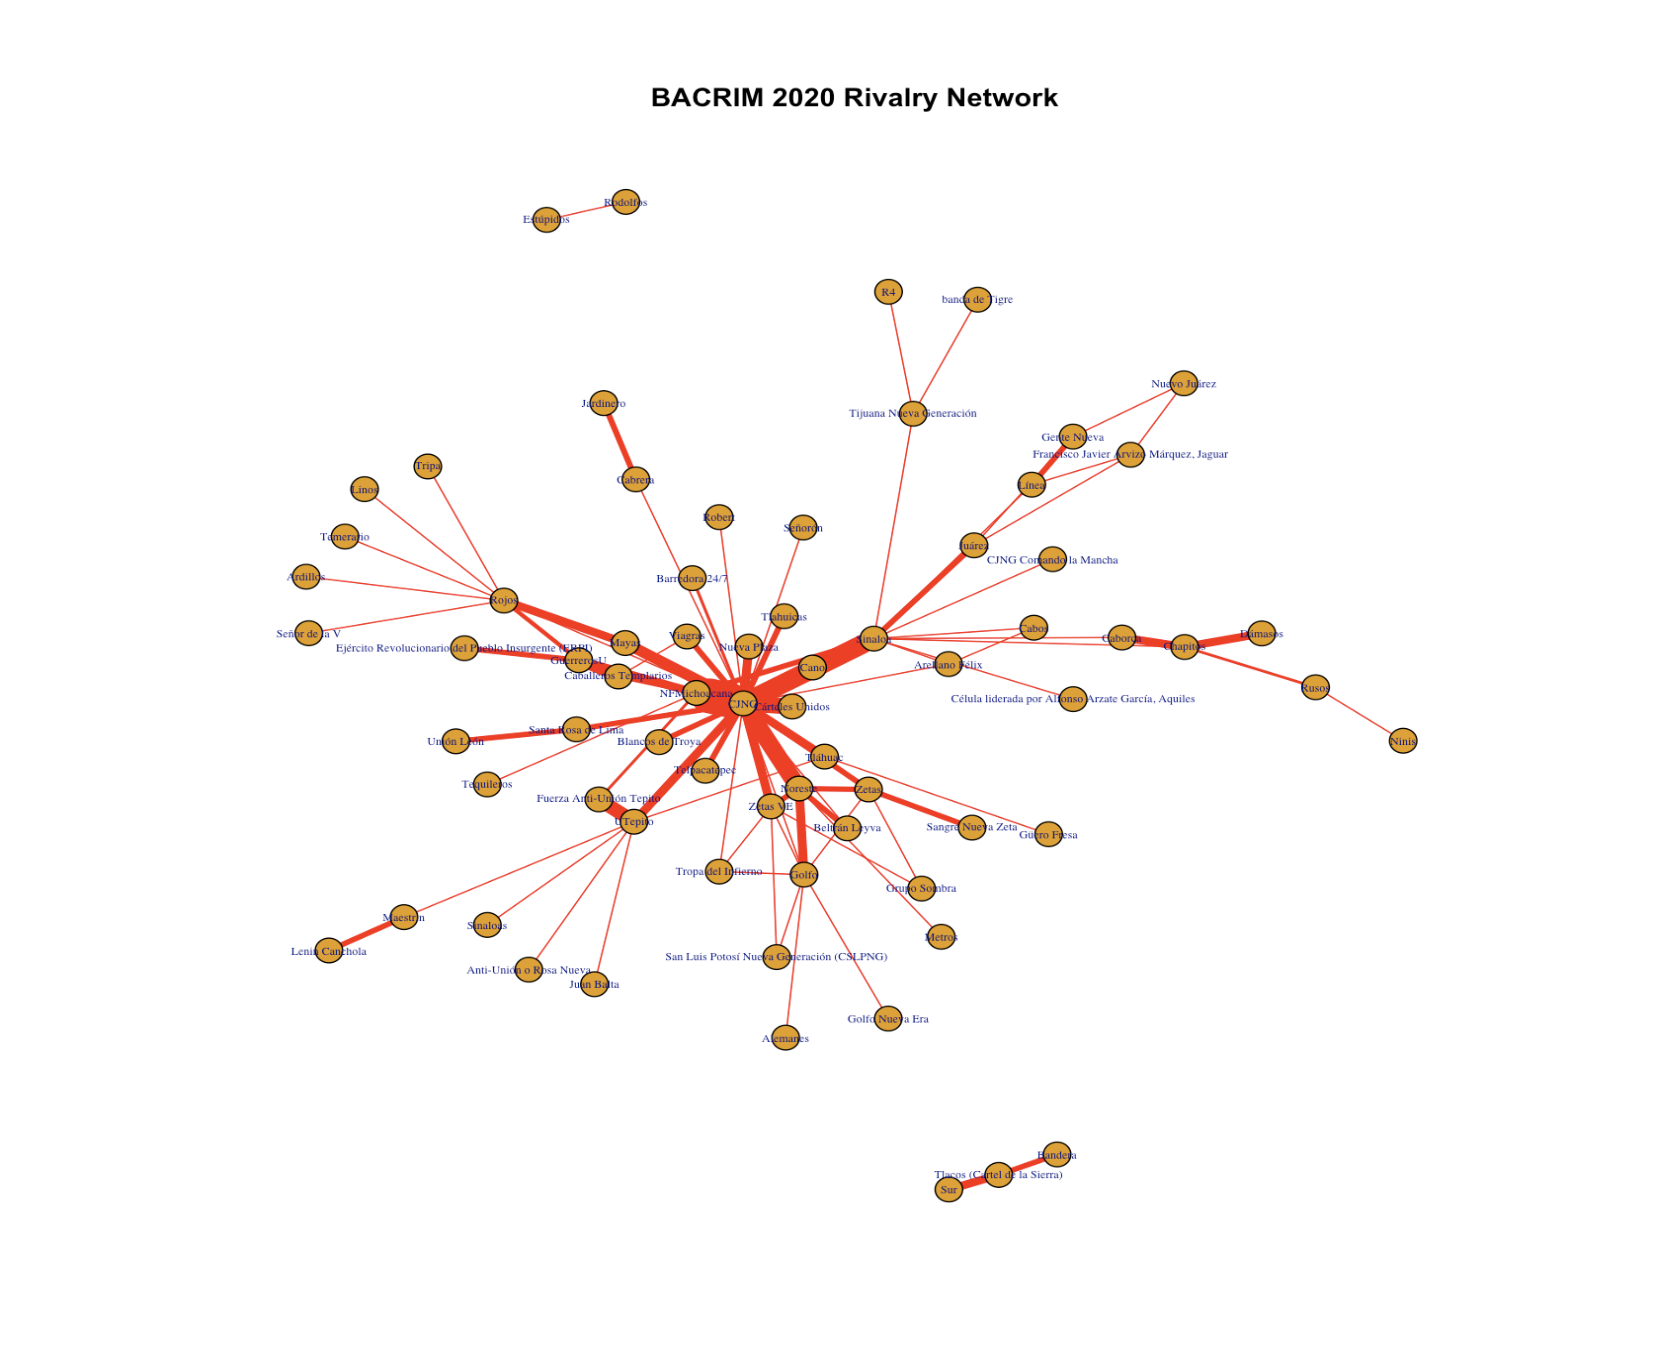 BACRIM 2020 Rivalry Network
Rodolfos
Estúpidos
R4
banda de Tigre
Nuevo Juárez
Jardinero
Tijuana Nueva Generación
Gente Nueva
Francisco Javier Arvizo Márquez, Jaguar
Tripa
Cabrera
Línea
Linos
Robert
Señorón
Temerario
Juárez
CJNG Comando la Mancha
Ardillos
Barredora 24/7
Rojos
Tlahuicas
Cabos
Señor de la V
Dámasos
Viagras
Sinaloa
Caborca
Mayas
Nueva Plaza
Chapitos
Ejército Revolucionario del Pueblo Insurgente (ERPI)
GuerrerosU
Arellano Félix
Cano
Caballeros Templarios
Rusos
NFMichoacana
Célula liderada por Alfonso Arzate García, Aquiles
CJNG
Cárteles Unidos
Santa Rosa de Lima
Unión León
Blancos de Troya
Ninis
Tláhuac
Telpacatépec
Tequileros
Noreste
Zetas
Fuerza Anti-Unión Tepito
Zetas VE
UTepito
Beltrán Leyva
Sangre Nueva Zeta
Güero Fresa
Tropa del Infierno
Golfo
Grupo Sombra
Maestrín
Sinaloas
Metros
Lenin Canchola
San Luis Potosí Nueva Generación (CSLPNG)
Anti-Unión o Rosa Nueva
Juan Balta
Golfo Nueva Era
Alemanes
Bandera
Tlacos (Cartel de la Sierra)
Sur